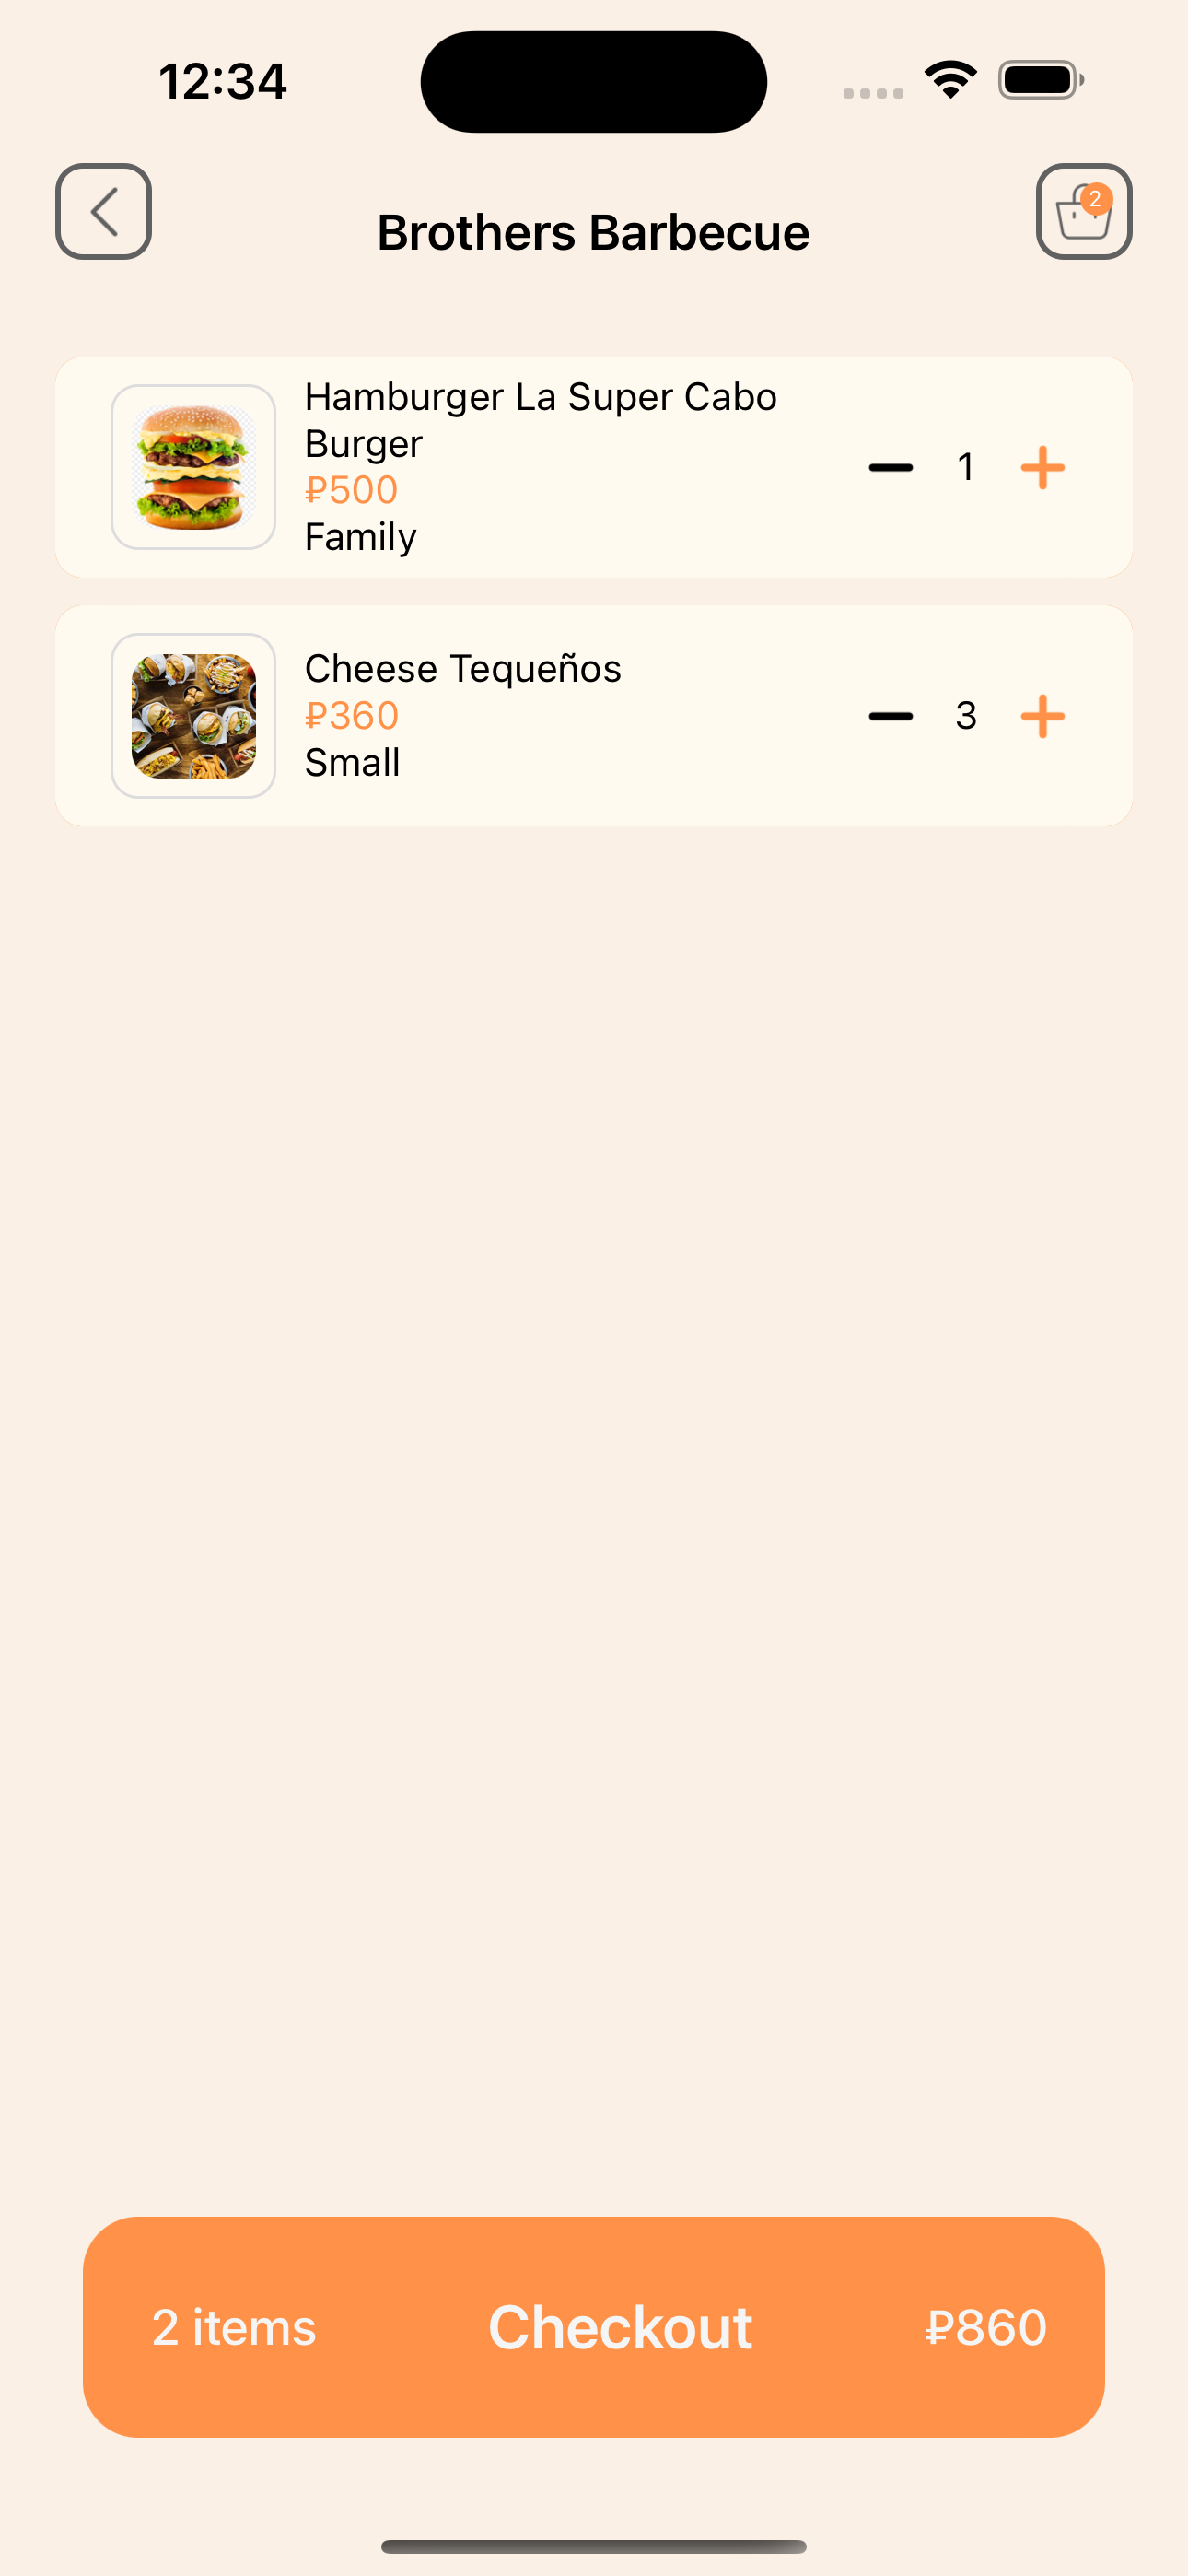 12:34
Brothers Barbecue
2
Hamburger La Super Cabo
Burger
₽500
Family
1
Cheese Tequeños
₽360
Small
3
2 items
Checkout
₽860